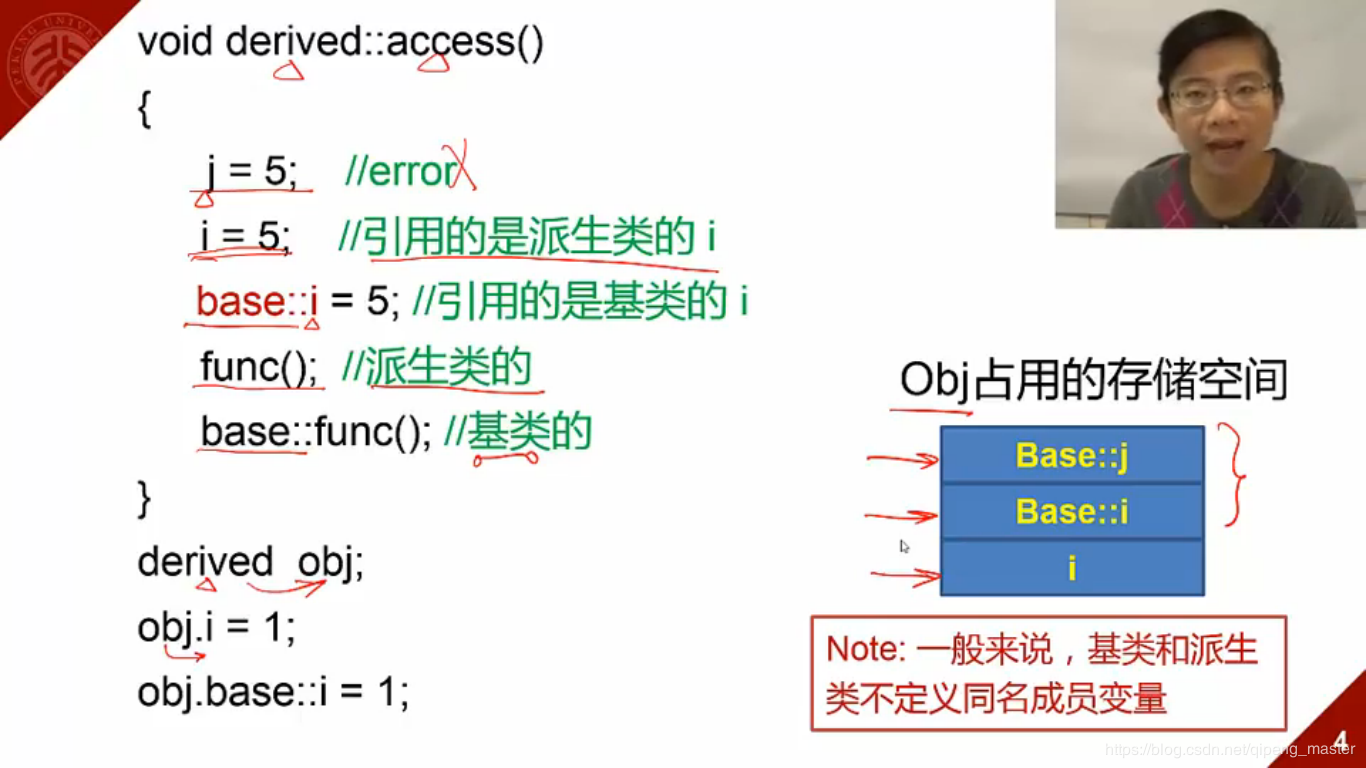 void derived::access()
{
j = 5; //error
i = 5; //引用的是派生类的 i
base::i = 5; //引用的是基类的 i
func(); //派生类的
base::func(); //基类的
}
derived obj;
obj.i = 1;
obj.base::i = 1;
Obj占用的存储空间
Base::j
Base::i
i
Note: 一般来说，基类和派生
类不定义同名成员变量
4
https://blog.csdn.net/qipang_master